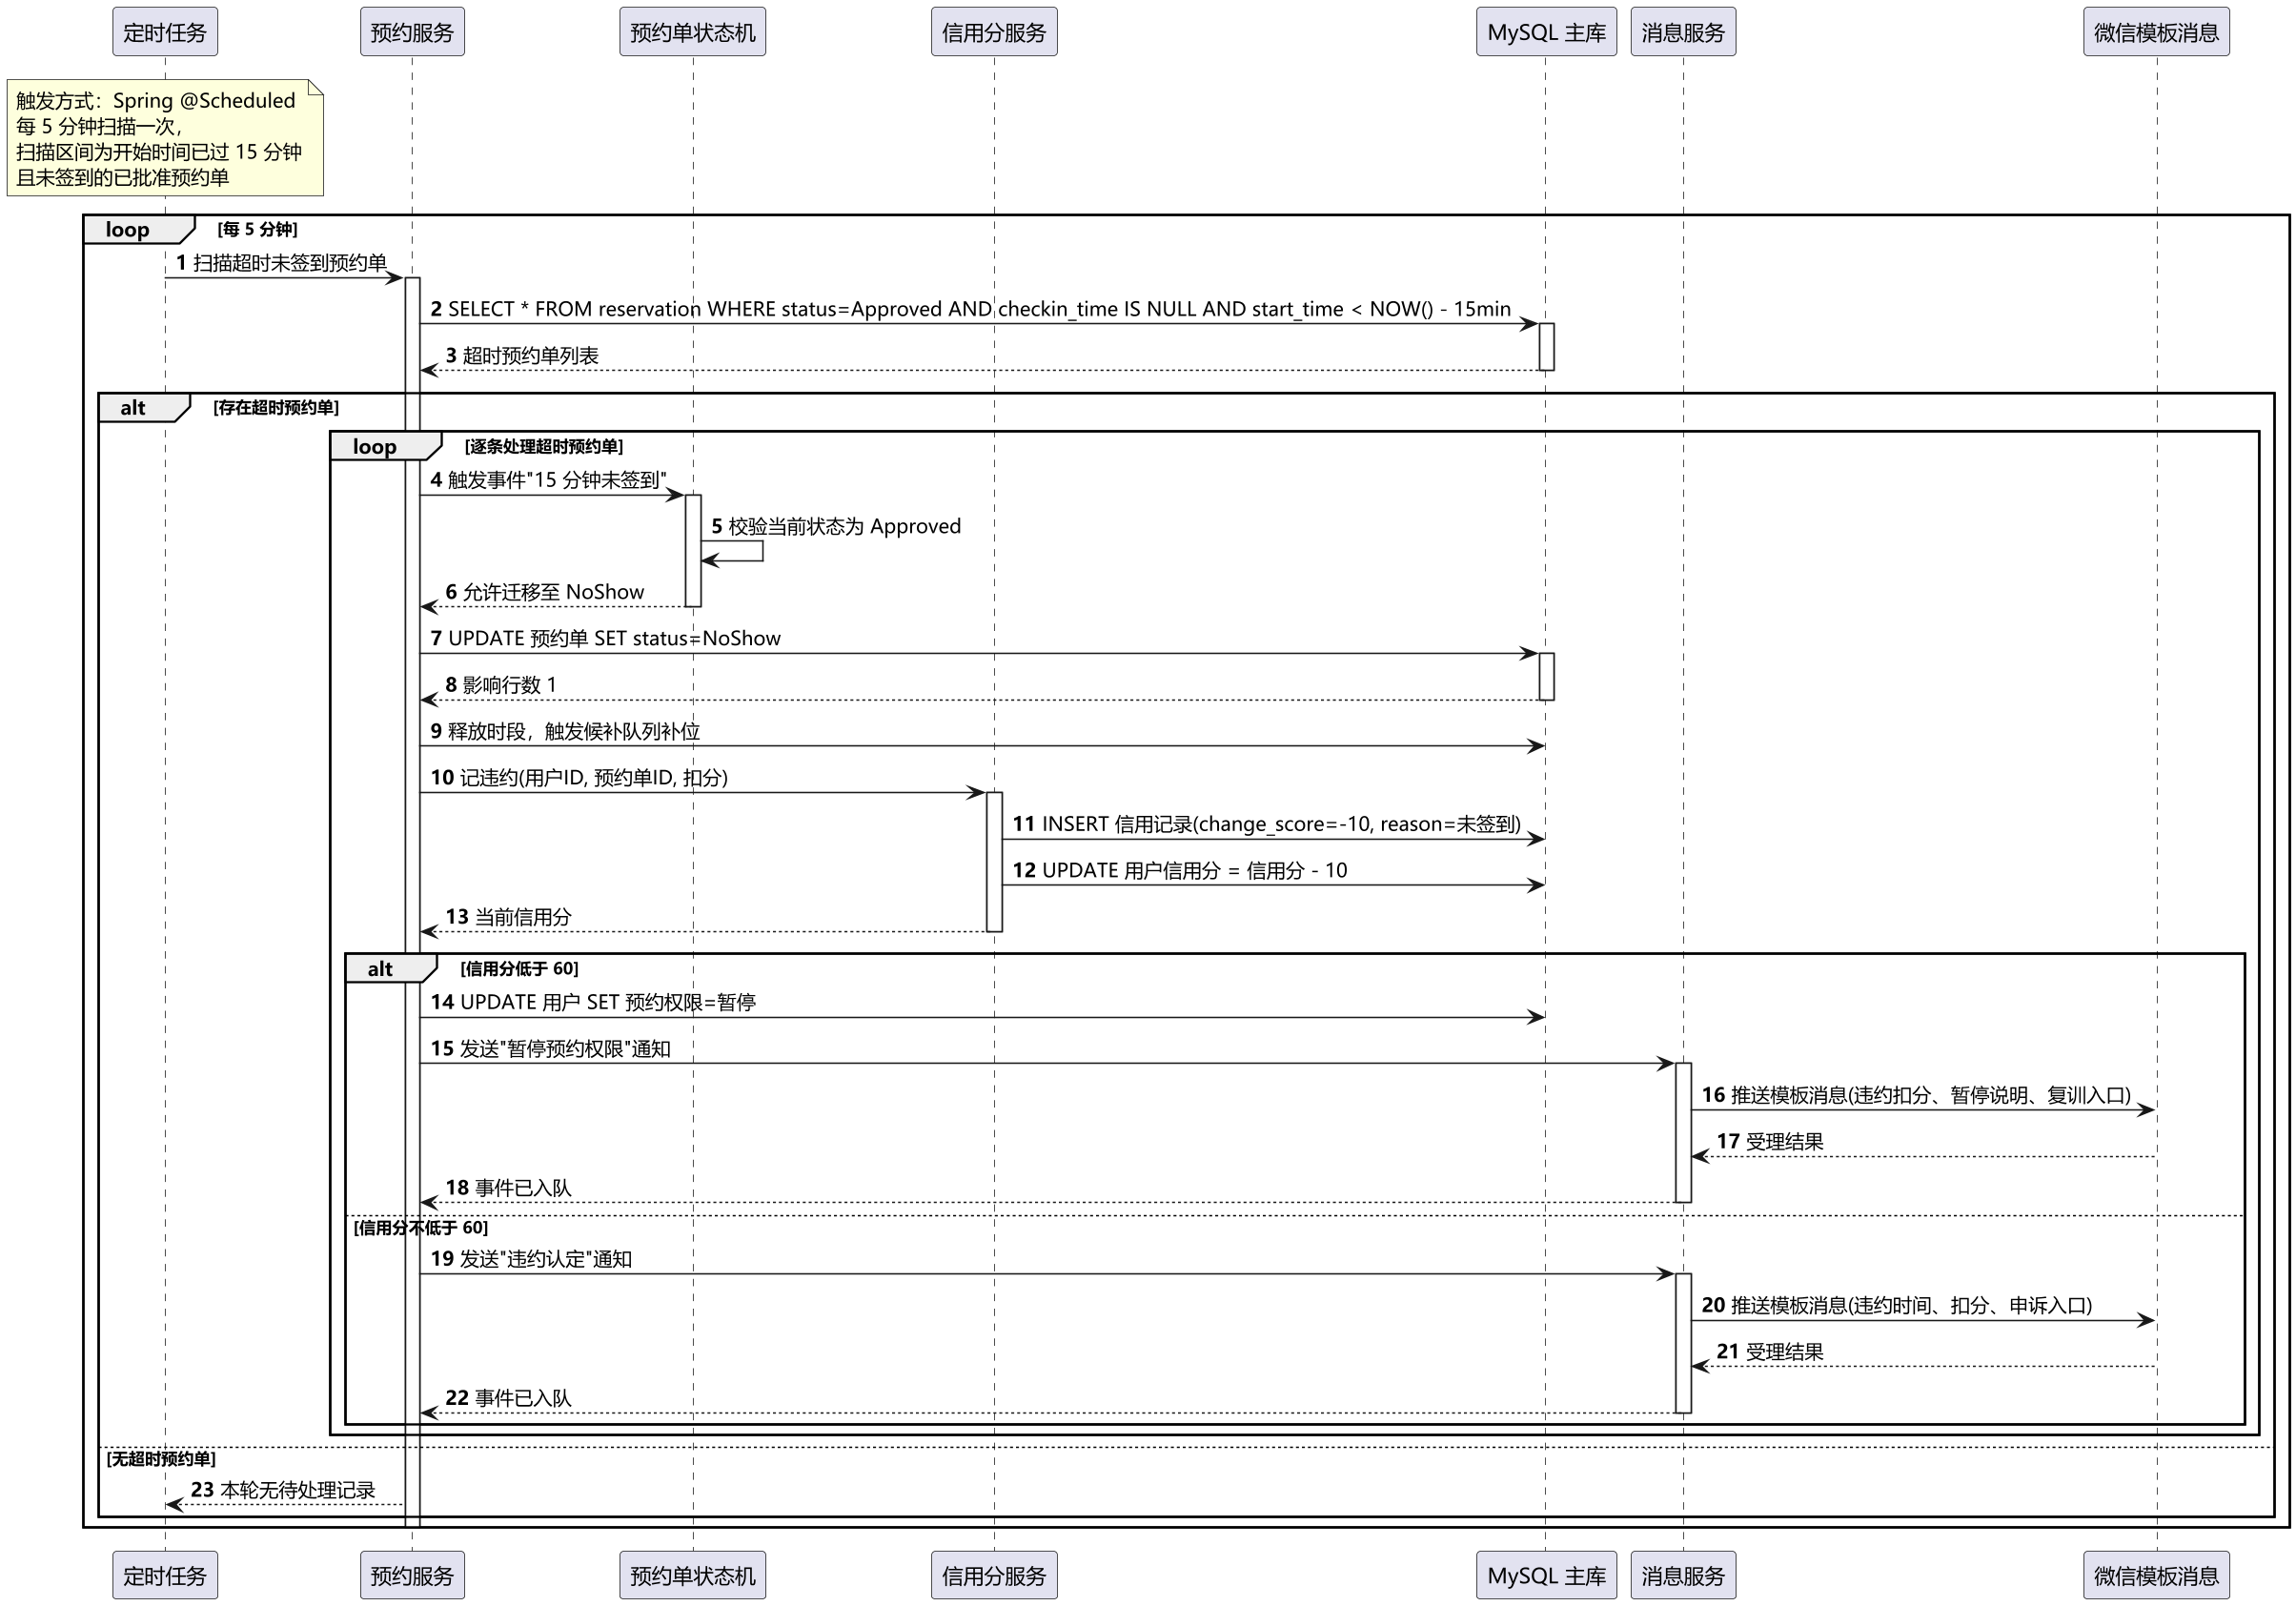 定时任务
预约服务
预约单状态机
信用分服务
MySQL 主库
消息服务
微信模板消息
触发方式：Spring @Scheduled
每 5 分钟扫描一次，
扫描区间为开始时间已过 15 分钟
且未签到的已批准预约单
loop [每 5 分钟]
1 扫描超时未签到预约单
2 SELECT * FROM reservation WHERE status=Approved AND checkin_time IS NULL AND start_time < NOW() - 15min
3 超时预约单列表
alt [存在超时预约单]
loop [逐条处理超时预约单]
4 触发事件"15 分钟未签到"
5 校验当前状态为 Approved
6 允许迁移至 NoShow
7 UPDATE 预约单 SET status=NoShow
8 影响行数 1
9 释放时段，触发候补队列补位
10 记违约(用户ID, 预约单ID, 扣分)
11 INSERT 信用记录(change_score=-10, reason=未签到)
12 UPDATE 用户信用分 = 信用分 - 10
13 当前信用分
alt [信用分低于 60]
14 UPDATE 用户 SET 预约权限=暂停
15 发送"暂停预约权限"通知
16 推送模板消息(违约扣分、暂停说明、复训入口)
17 受理结果
18 事件已入队
[信用分不低于 60]
19 发送"违约认定"通知
20 推送模板消息(违约时间、扣分、申诉入口)
21 受理结果
22 事件已入队
[无超时预约单]
23 本轮无待处理记录
定时任务
预约服务
预约单状态机
信用分服务
MySQL 主库
消息服务
微信模板消息